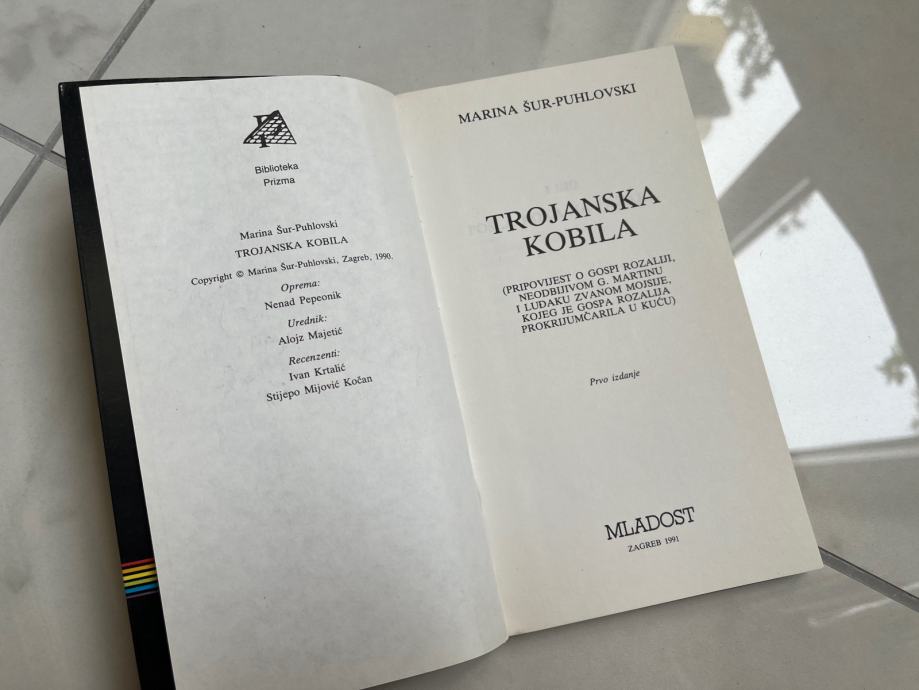 Biblioteka
Prizma
Marina Šur-Puhlovski
TROJANSKA KOBILA
Copyright © Marina Šur-Puhlovski, Zagreb, 1990.
Oprema:
Nenad Pepeonik
Urednik:
Alojz Majetić
Recenzenti:
Ivan Krtalić
Stijepo Mijović Kočan
MARINA ŠUR-PUHLOVSKI
TROJANSKA
KOBILA
(PRIPOVIJEST O GOSPI ROZALIJI,
NEODBIJIVOM G. MARTINU
I LUĐAKU ZVANOM MOJSIJE,
KOJEG JE GOSPA ROZALIJA
PROKRIJUMČARILA U KUĆU)
Prvo izdanje
MLADOST
ZAGREB 1991